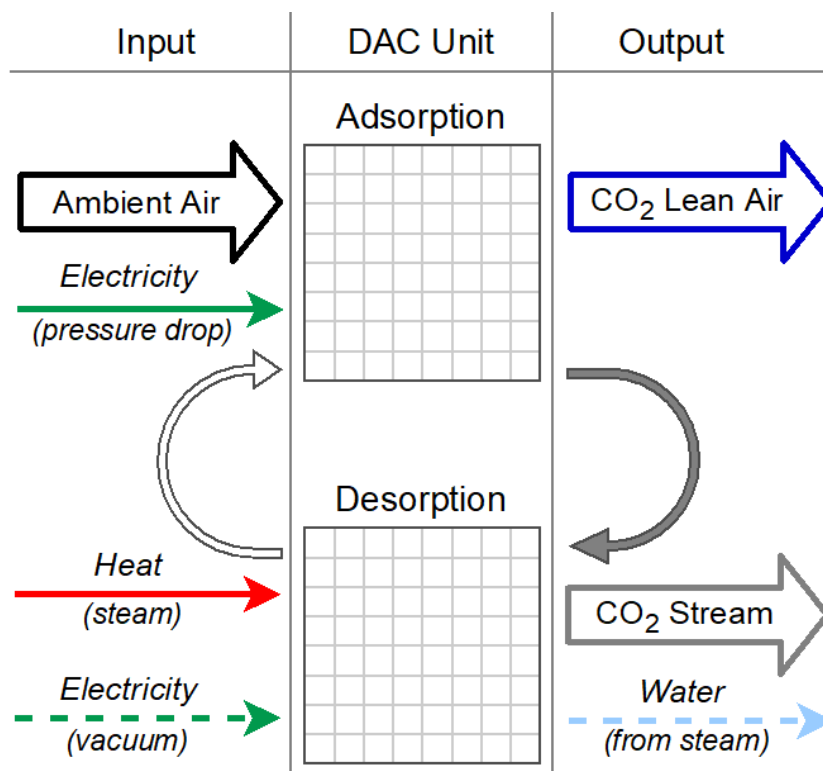 Input
DAC Unit
Output
Adsorption
Ambient Air
CO₂ Lean Air
Electricity
(pressure drop)
Desorption
Heat
(steam)
CO₂ Stream
Electricity
(vacuum)
Water
(from steam)